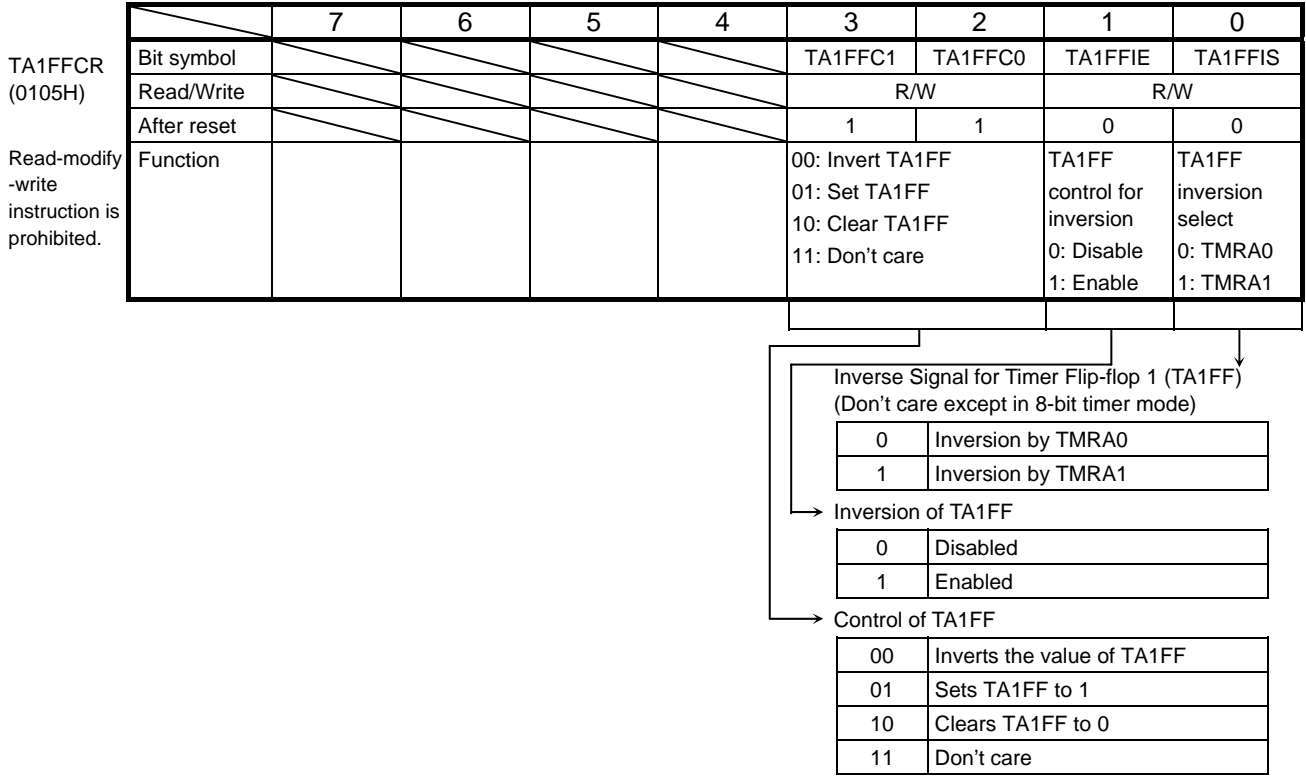 7 6 5 4 3 2 1 0
TA1FFCR
(0105H)
Bit symbol TA1FFC1 TA1FFC0 TA1FFIE TA1FFIS
Read/Write R/W R/W
After reset 1 1 0 0
Read-modify
-write
instruction is
prohibited.
Function
00: Invert TA1FF
01: Set TA1FF
10: Clear TA1FF
11: Don't care
TA1FF
control for
inversion
0: Disable
1: Enable
TA1FF
inversion
select
0: TMRA0
1: TMRA1
Inverse Signal for Timer Flip-flop 1 (TA1FF)
(Don't care except in 8-bit timer mode)
0 Inversion by TMRA0
1 Inversion by TMRA1
Inversion of TA1FF
0 Disabled
1 Enabled
Control of TA1FF
00 Inverts the value of TA1FF
01 Sets TA1FF to 1
10 Clears TA1FF to 0
11 Don't care